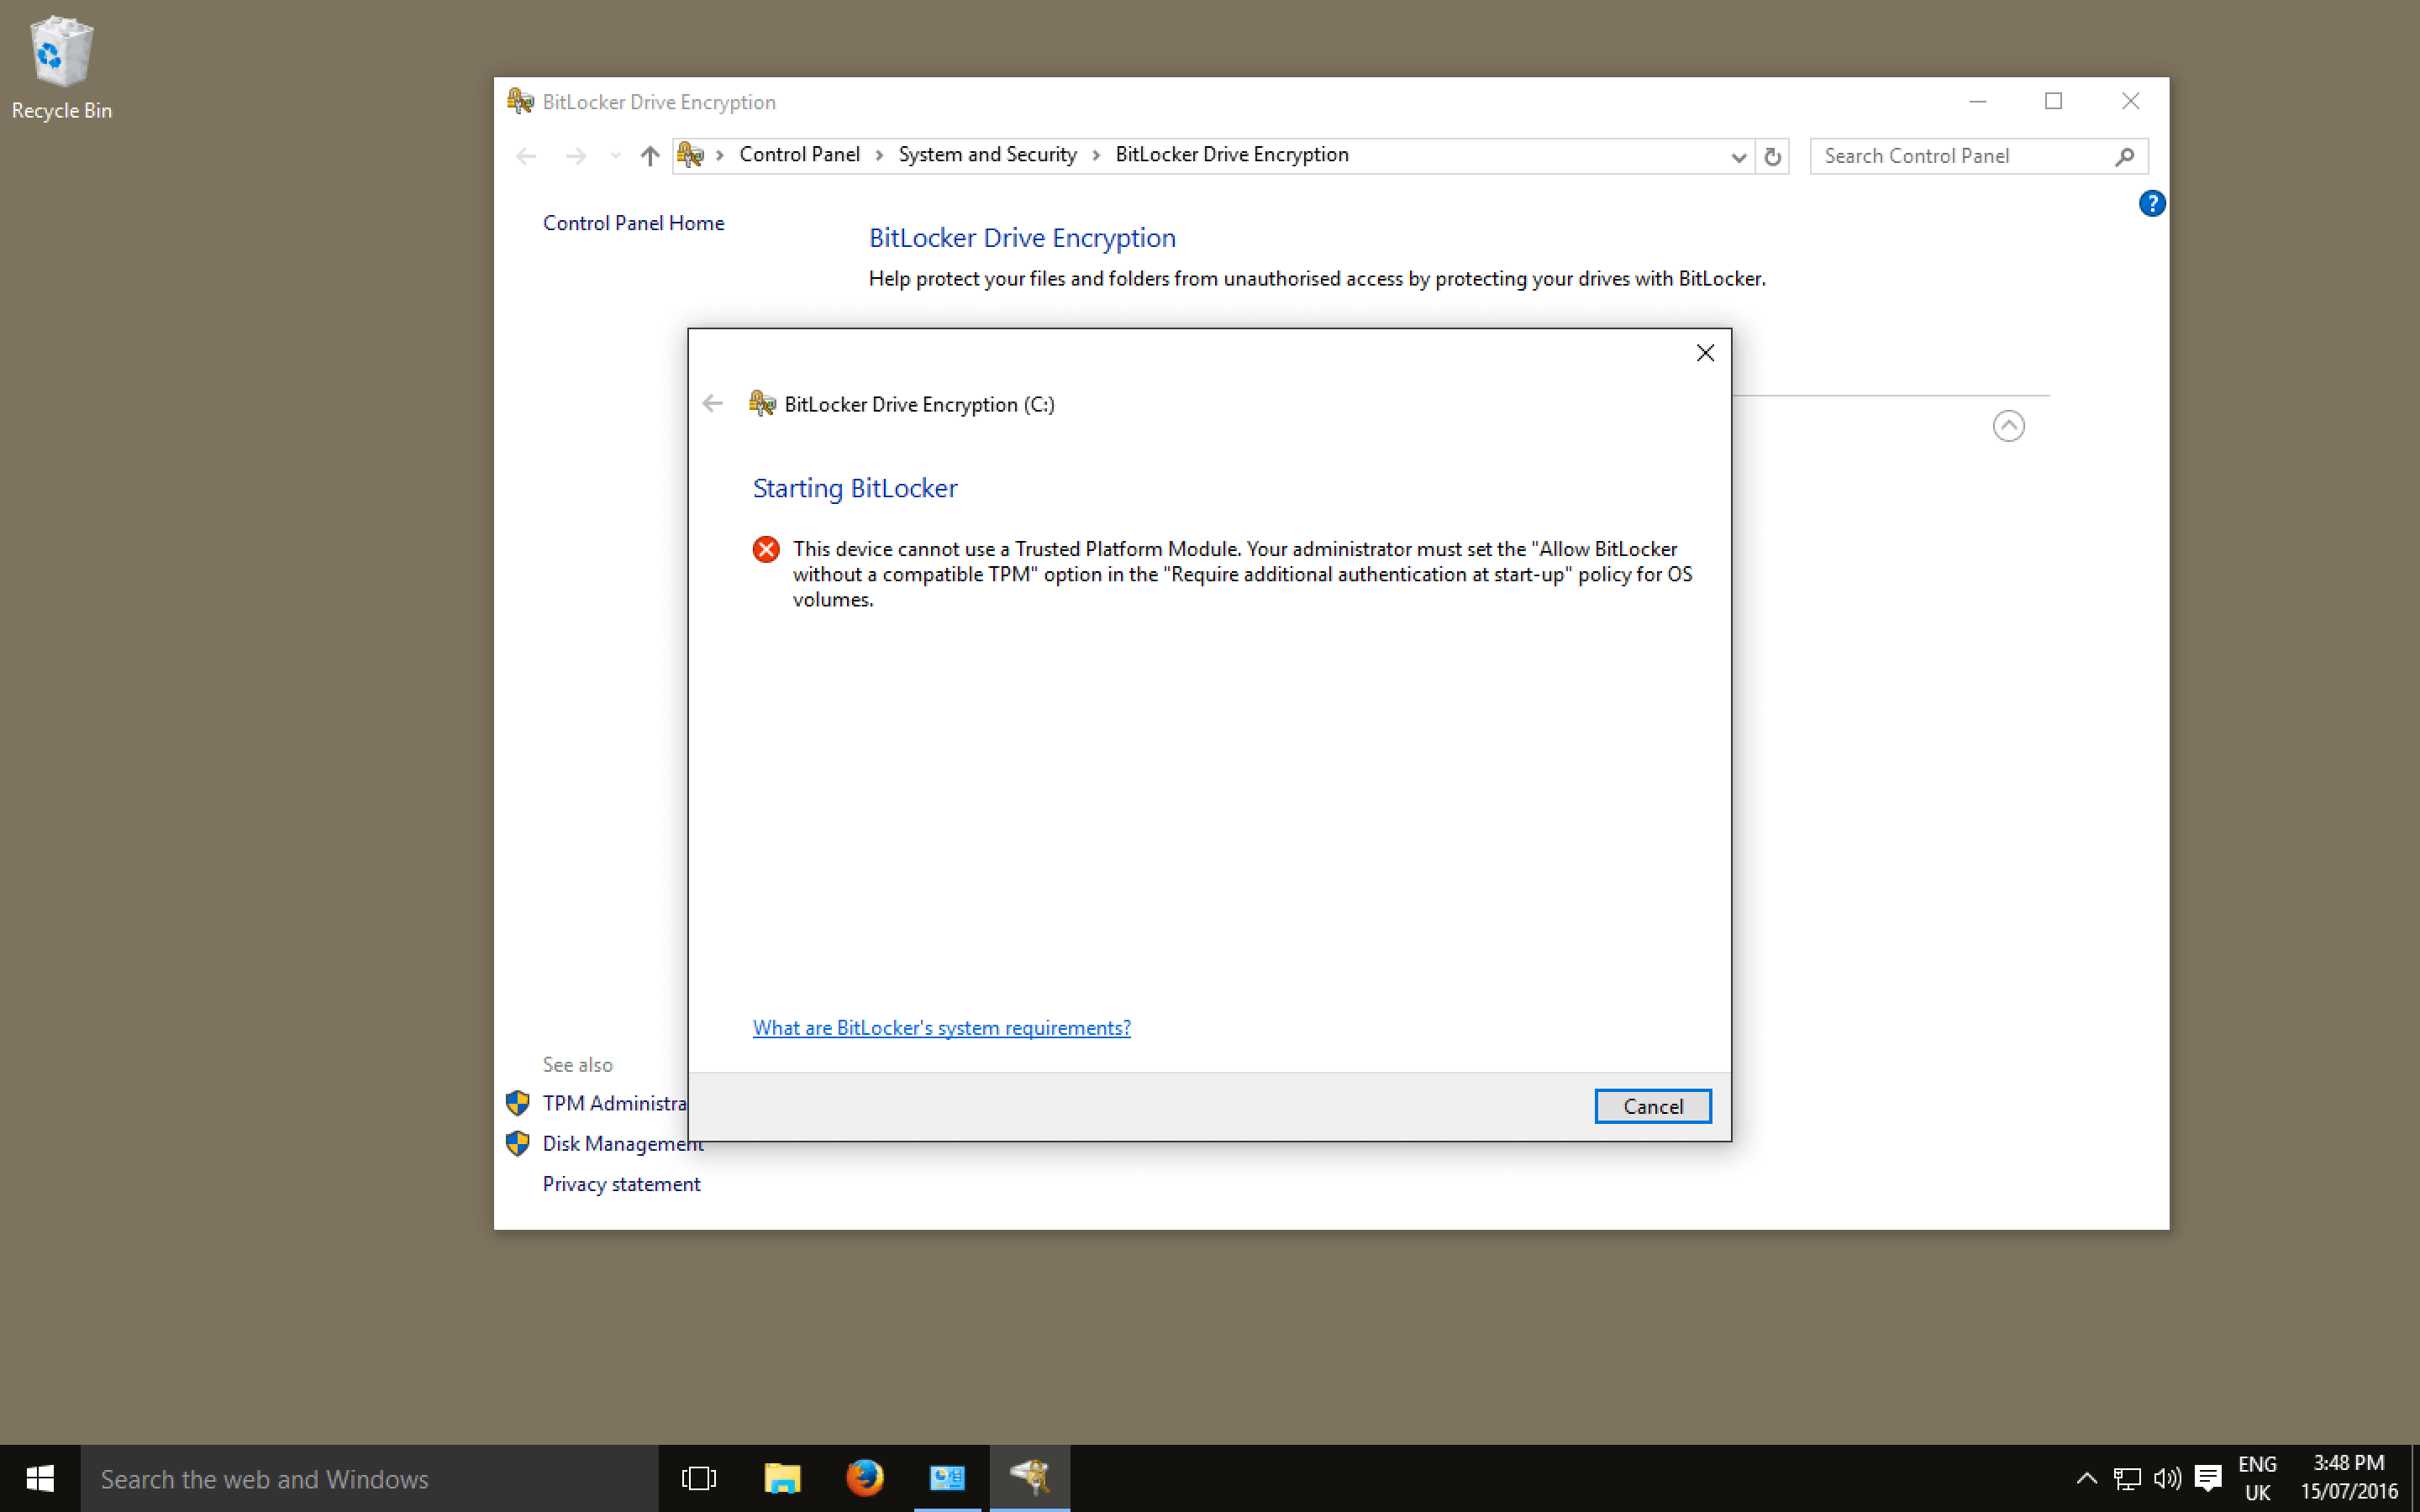 Recycle Bin
BitLocker Drive Encryption
Control Panel
System and Security
BitLocker Drive Encryption
Search Control Panel
?
Control Panel Home
BitLocker Drive Encryption
Help protect your files and folders from unauthorised access by protecting your drives with BitLocker.
BitLocker Drive Encryption (C:)
Starting BitLocker
This device cannot use a Trusted Platform Module. Your administrator must set the "Allow BitLocker
without a compatible TPM" option in the "Require additional authentication at start-up" policy for OS
volumes.
What are BitLocker's system requirements?
Cancel
See also
TPM Administra
Disk Management
Privacy statement
Search the web and Windows
ENG
UK
3:48 PM
15/07/2016